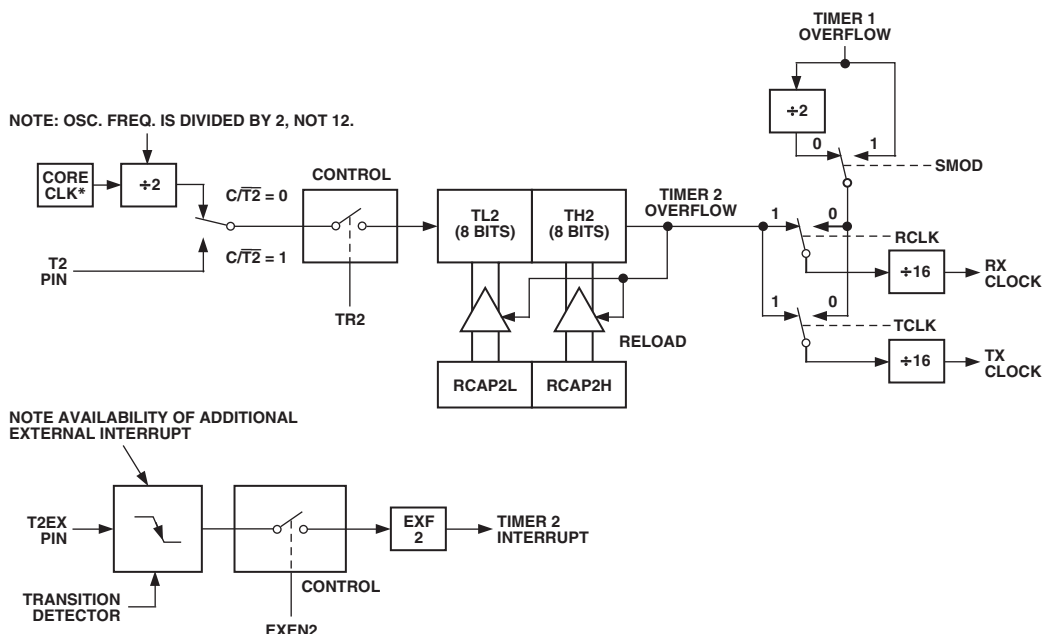 TIMER 1
OVERFLOW
÷2
0
1
SMOD
NOTE: OSC. FREQ. IS DIVIDED BY 2, NOT 12.
CORE
CLK*
÷2
C/T2̅ = 0
CONTROL
TL2
(8 BITS)
TH2
(8 BITS)
TIMER 2
OVERFLOW
1
0
RCLK
C/T2̅ = 1
T2
PIN
÷16
RX
CLOCK
TR2
1
0
TCLK
RELOAD
÷16
TX
CLOCK
RCAP2L
RCAP2H
NOTE AVAILABILITY OF ADDITIONAL
EXTERNAL INTERRUPT
T2EX
PIN
EXF
2
TIMER 2
INTERRUPT
CONTROL
TRANSITION
DETECTOR
EXEN2